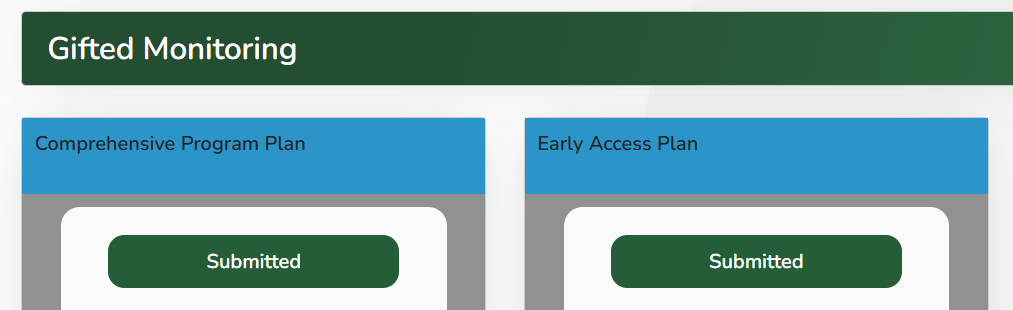 Gifted Monitoring
Comprehensive Program Plan
Early Access Plan
Submitted
Submitted